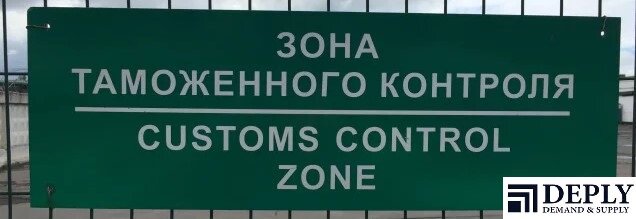 ЗОНА
ТАМОЖЕННОГО КОНТРОЛЯ
CUSTOMS CONTROL
ZONE
DEPLY
DEMAND & SUPPLY